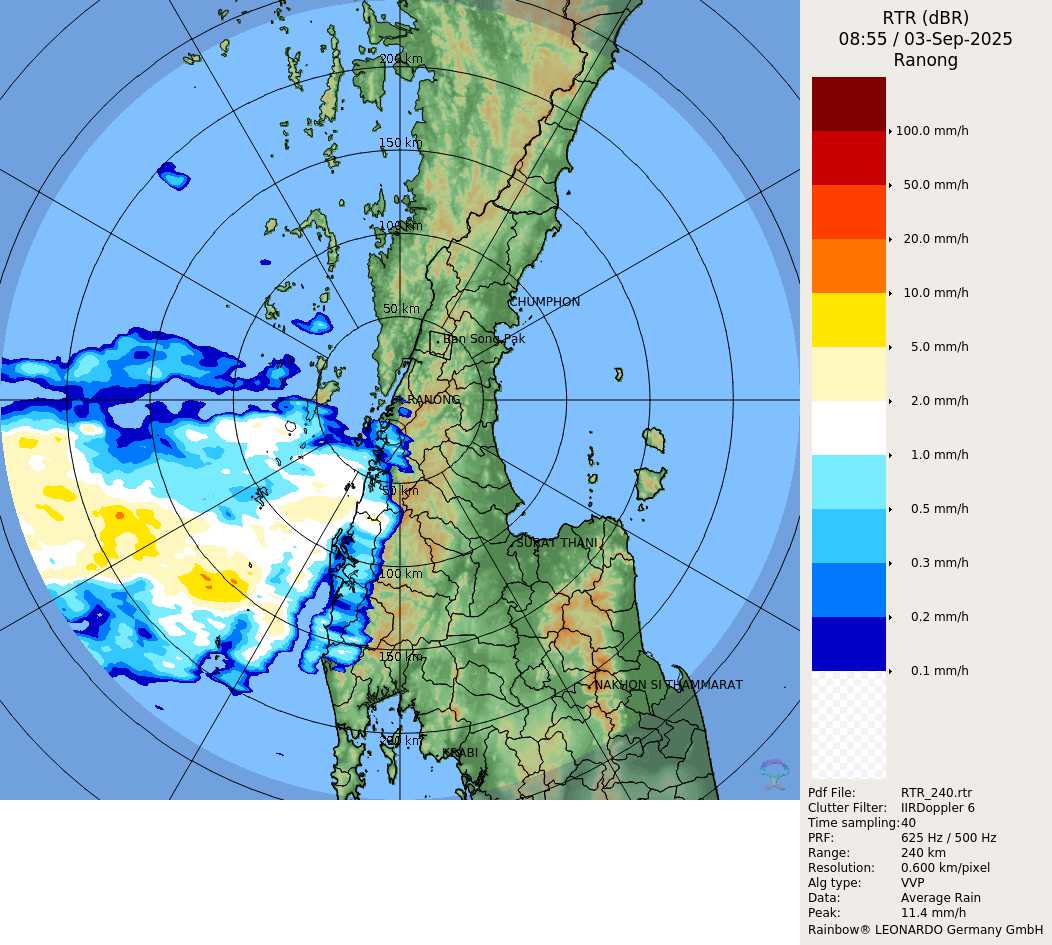 RTR (dBR)
08:55 / 03-Sep-2025
Ranong
100.0 mm/h
50.0 mm/h
20.0 mm/h
10.0 mm/h
5.0 mm/h
2.0 mm/h
1.0 mm/h
0.5 mm/h
0.3 mm/h
0.2 mm/h
0.1 mm/h
200 km
150 km
100 km
CHUMPHON
50 km
Ban Song Pak
RANONG
50 km
SURAT THANI
100 km
150 km
NAKHON SI THAMMARAT
200 km
KRABI
Pdf File: RTR_240.rtr
Clutter Filter: IIRDoppler 6
Time sampling:40
PRF: 625 Hz / 500 Hz
Range: 240 km
Resolution: 0.600 km/pixel
Alg type: VVP
Data: Average Rain
Peak: 11.4 mm/h
Rainbow® LEONARDO Germany GmbH